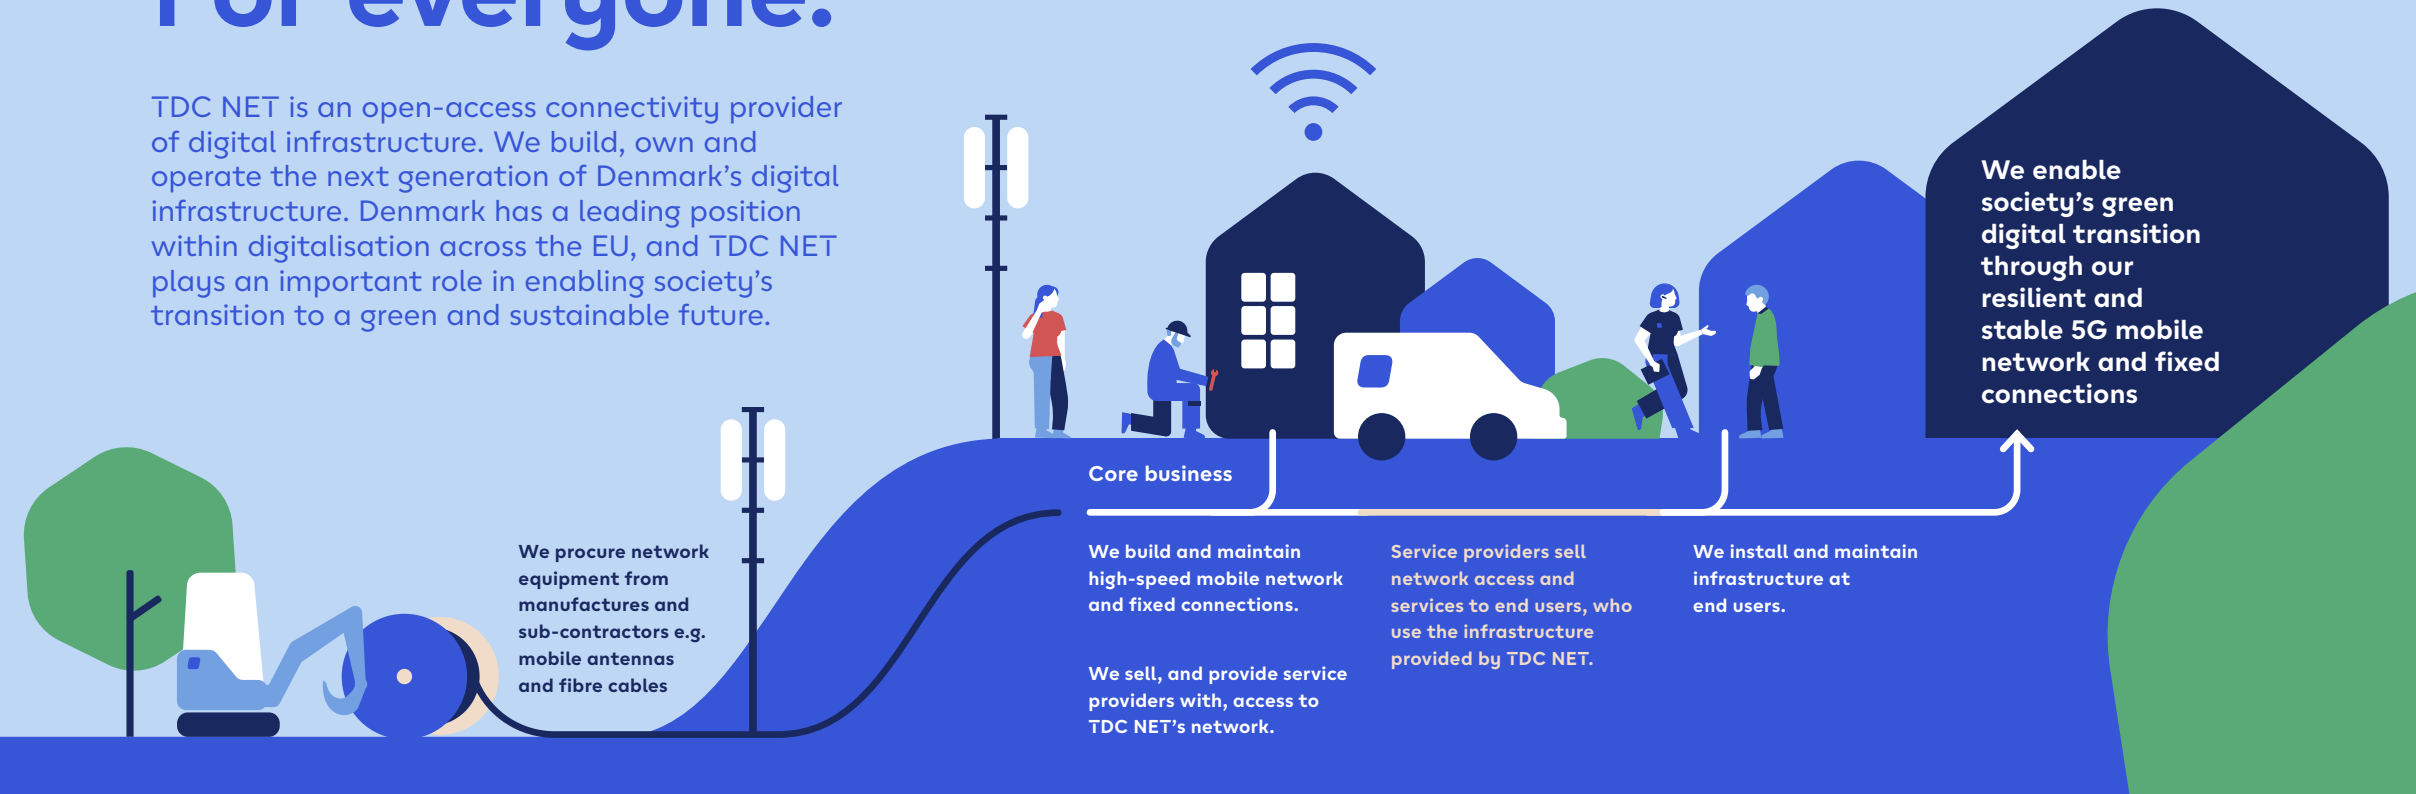 For everyone.
TDC NET is an open-access connectivity provider
of digital infrastructure. We build, own and
operate the next generation of Denmark's digital
infrastructure. Denmark has a leading position
within digitalisation across the EU, and TDC NET
plays an important role in enabling society's
transition to a green and sustainable future.
We procure network
equipment from
manufactures and
sub-contractors e.g.
mobile antennas
and fibre cables
Core business
We build and maintain
high-speed mobile network
and fixed connections.
We sell, and provide service
providers with, access to
TDC NET's network.
Service providers sell
network access and
services to end users, who
use the infrastructure
provided by TDC NET.
We install and maintain
infrastructure at
end users.
We enable
society's green
digital transition
through our
resilient and
stable 5G mobile
network and fixed
connections